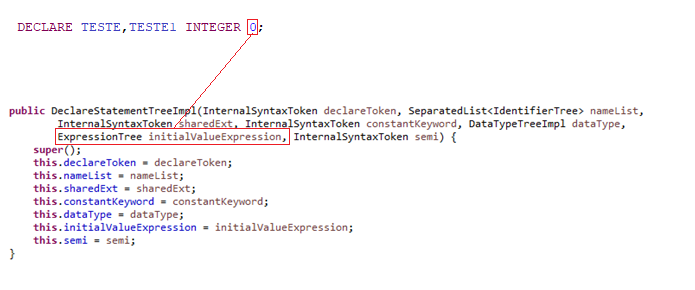 DECLARE TESTE,TESTE1 INTEGER 0;
public DeclareStatementTreeImpl(InternalSyntaxToken declareToken, SeparatedList<IdentifierTree> nameList,
InternalSyntaxToken sharedExt, InternalSyntaxToken constantKeyword, DataTypeTreeImpl dataType,
ExpressionTree initialValueExpression, InternalSyntaxToken semi) {
super();
this.declareToken = declareToken;
this.nameList = nameList;
this.sharedExt = sharedExt;
this.constantKeyword = constantKeyword;
this.dataType = dataType;
this.initialValueExpression = initialValueExpression;
this.semi = semi;
}